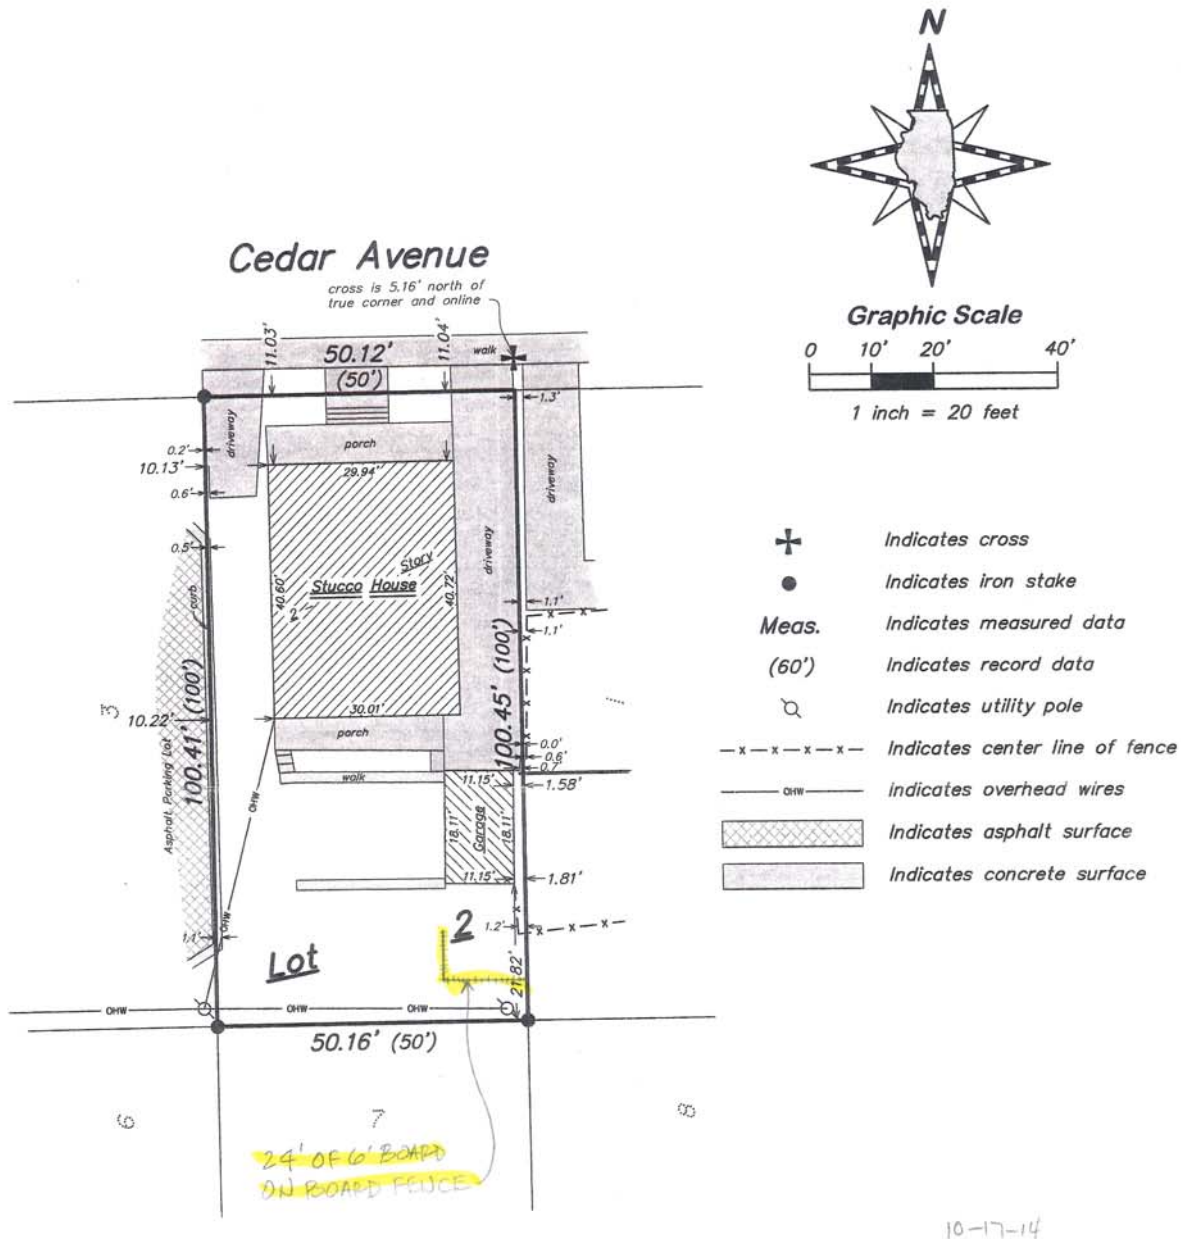 N
Cedar Avenue
cross is 5.16' north of
true corner and online
Graphic Scale
0 10' 20' 40'
1 inch = 20 feet
11.03'
50.12'
(50')
11.04'
walk
1.3'
driveway
porch
29.94'
0.2'
10.13'
0.6'
0.5'
driveway
driveway
curb
40.60'
2
Story
Stucco House
40.72'
1.1'
1.1'
100.41' (100')
100.45' (100')
3
10.22'
30.01'
porch
0.0'
0.6'
0.7'
walk
11.15'
1.58'
Asphalt Parking Lot
OHW
18.11'
Garage
18.11'
11.15'
1.81'
OHW
1.1'
1.2'
2
Lot
21.82'
OHW OHW OHW
50.16' (50')
6
7
8
24' OF 6' BOARD
ON BOARD FENCE
Indicates cross
Indicates iron stake
Meas. Indicates measured data
(60') Indicates record data
Indicates utility pole
x x x x x Indicates center line of fence
OHW indicates overhead wires
Indicates asphalt surface
Indicates concrete surface
10-17-14